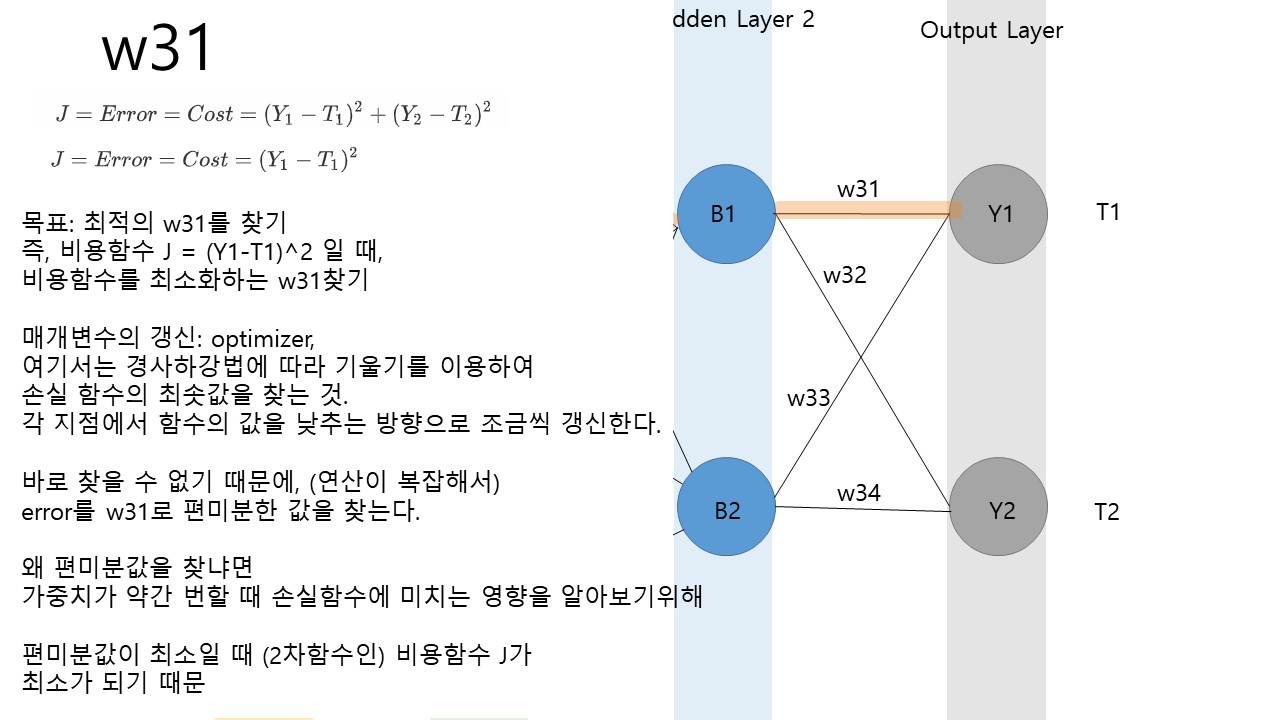 w31
J = Error = Cost = (Y₁ − T₁)² + (Y₂ − T₂)²
J = Error = Cost = (Y₁ − T₁)²
목표: 최적의 w31를 찾기
즉, 비용함수 J = (Y1-T1)^2 일 때,
비용함수를 최소화하는 w31찾기
매개변수의 갱신: optimizer,
여기서는 경사하강법에 따라 기울기를 이용하여
손실 함수의 최솟값을 찾는 것.
각 지점에서 함수의 값을 낮추는 방향으로 조금씩 갱신한다.
바로 찾을 수 없기 때문에, (연산이 복잡해서)
error를 w31로 편미분한 값을 찾는다.
왜 편미분값을 찾냐면
가중치가 약간 번할 때 손실함수에 미치는 영향을 알아보기위해
편미분값이 최소일 때 (2차함수인) 비용함수 J가
최소가 되기 때문
dden Layer 2
Output Layer
w31
B1
Y1
T1
w32
w33
w34
B2
Y2
T2